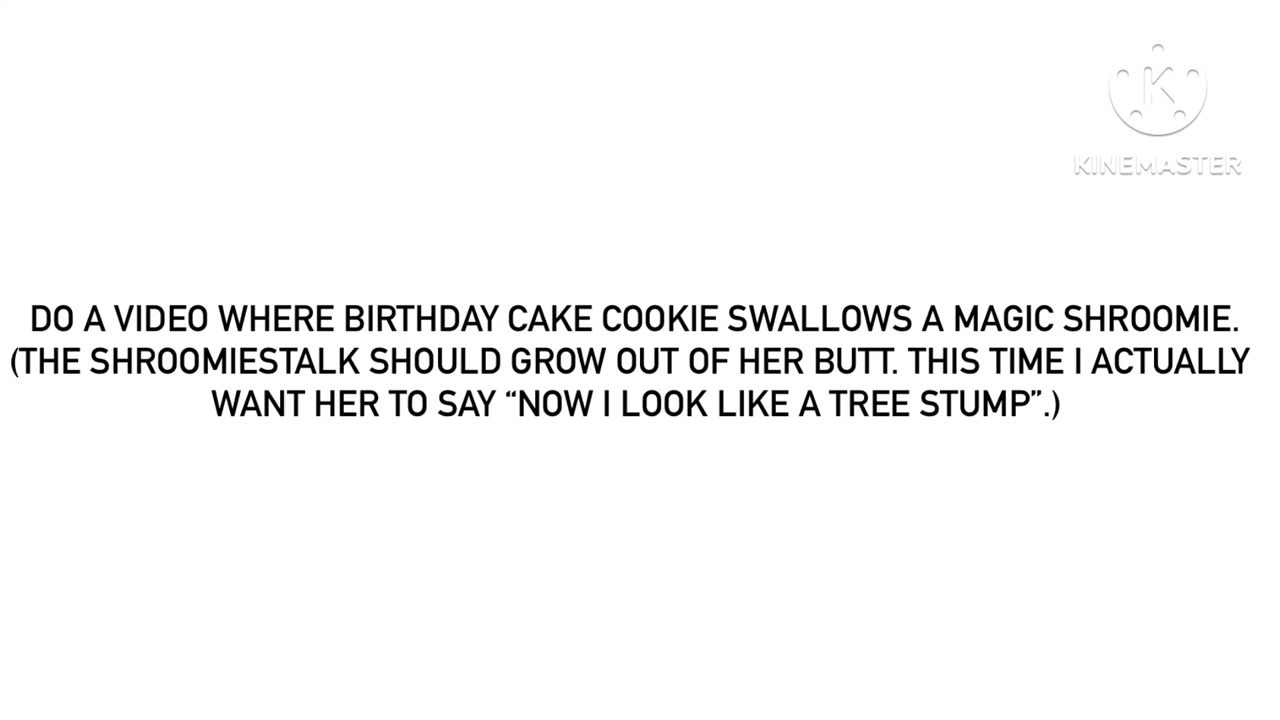 KINEMASTER
DO A VIDEO WHERE BIRTHDAY CAKE COOKIE SWALLOWS A MAGIC SHROOMIE.
(THE SHROOMIESTALK SHOULD GROW OUT OF HER BUTT. THIS TIME I ACTUALLY
WANT HER TO SAY “NOW I LOOK LIKE A TREE STUMP”.)